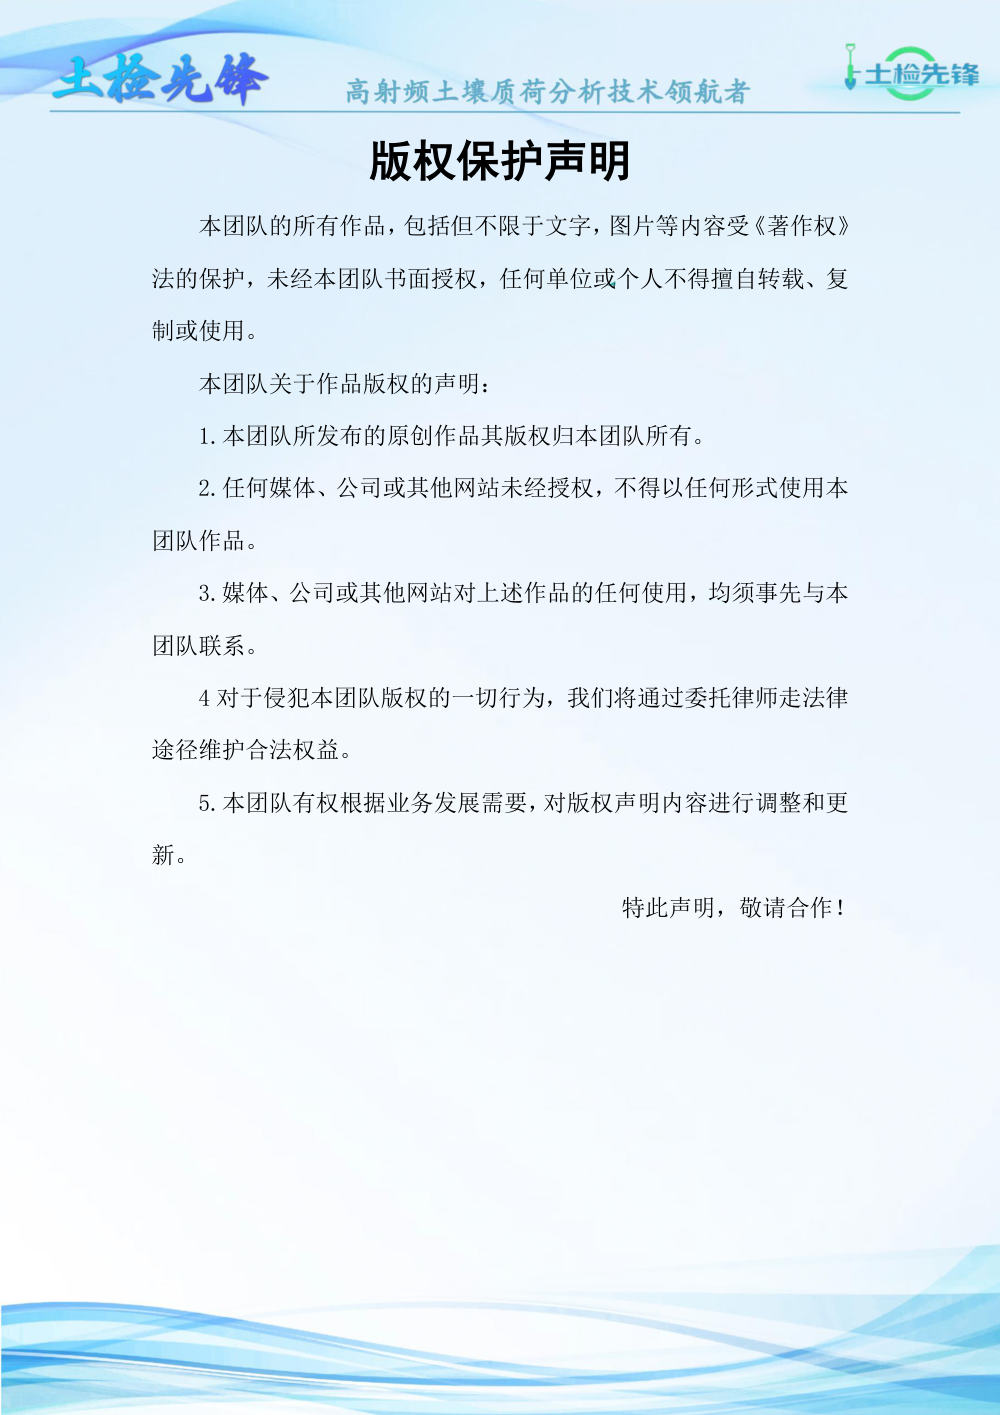 土检先锋
高射频土壤质荷分析技术领航者
土检先锋
版权保护声明
本团队的所有作品，包括但不限于文字，图片等内容受《著作权》
法的保护，未经本团队书面授权，任何单位或个人不得擅自转载、复
制或使用。
本团队关于作品版权的声明：
1.本团队所发布的原创作品其版权归本团队所有。
2.任何媒体、公司或其他网站未经授权，不得以任何形式使用本
团队作品。
3.媒体、公司或其他网站对上述作品的任何使用，均须事先与本
团队联系。
4 对于侵犯本团队版权的一切行为，我们将通过委托律师走法律
途径维护合法权益。
5.本团队有权根据业务发展需要，对版权声明内容进行调整和更
新。
特此声明，敬请合作！